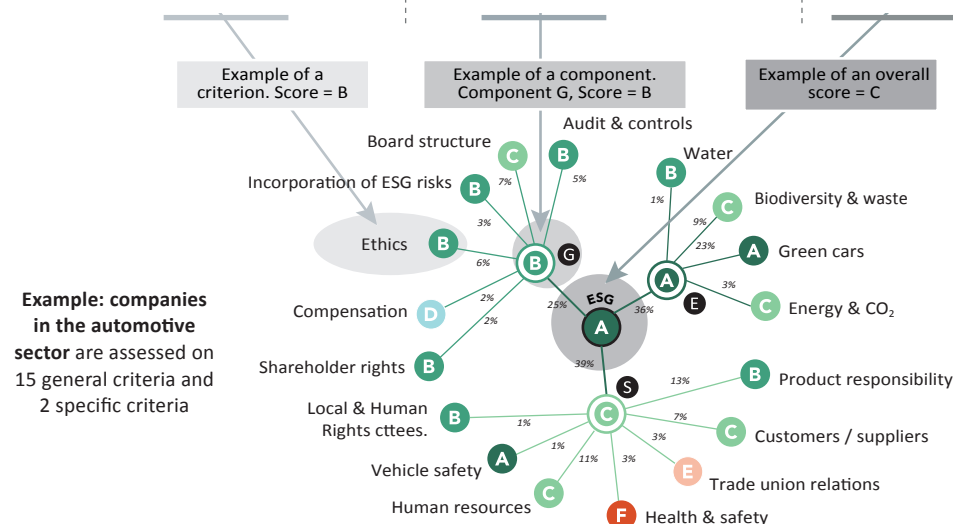 Example of a
criterion. Score = B
Example of a component.
Component G, Score = B
Example of an overall
score = C
Audit & controls
Board structure
C
B
7%
5%
Incorporation of ESG risks
B
3%
Ethics
B
6%
B
G
Compensation
D
2%
Shareholder rights
B
2%
25%
Water
B
1%
Biodiversity & waste
C
9%
Green cars
A
23%
Energy & CO₂
C
3%
A
E
36%
ESG
A
39%
S
C
Example: companies
in the automotive
sector are assessed on
15 general criteria and
2 specific criteria
Local & Human
Rights cttees.
B
1%
Vehicle safety
A
1%
Human resources
C
11%
F
Health & safety
3%
E
Trade union relations
3%
C
Customers / suppliers
7%
B
Product responsibility
13%